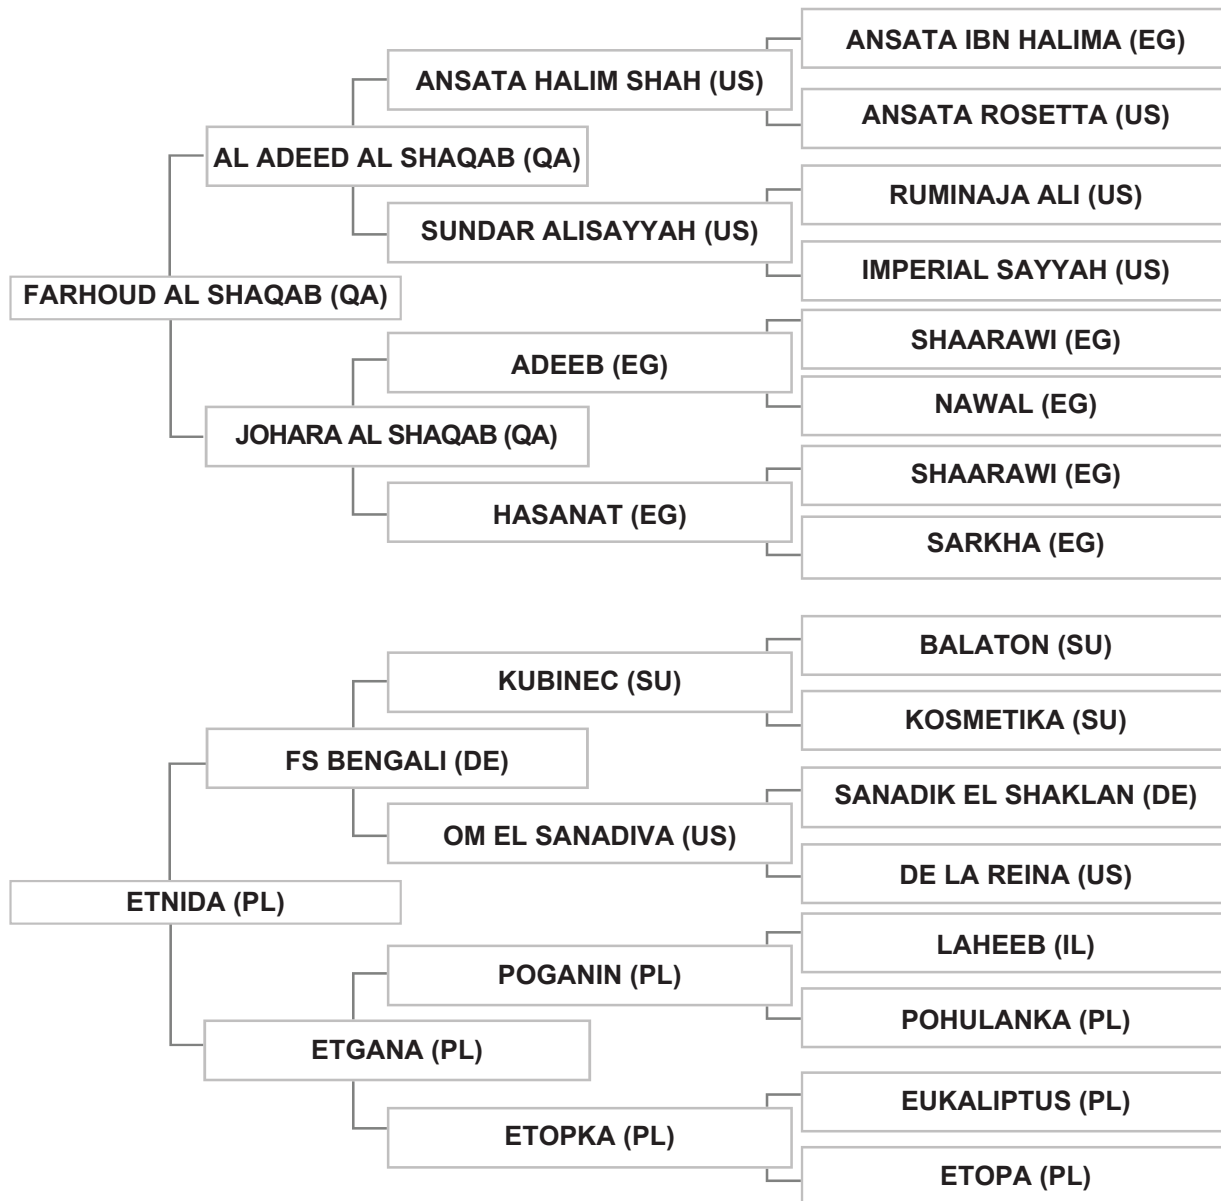 ANSATA IBN HALIMA (EG)
ANSATA HALIM SHAH (US)
ANSATA ROSETTA (US)
AL ADEED AL SHAQAB (QA)
RUMINAJA ALI (US)
SUNDAR ALISAYYAH (US)
IMPERIAL SAYYAH (US)
FARHOUD AL SHAQAB (QA)
SHAARAWI (EG)
ADEEB (EG)
NAWAL (EG)
JOHARA AL SHAQAB (QA)
SHAARAWI (EG)
HASANAT (EG)
SARKHA (EG)
BALATON (SU)
KUBINEC (SU)
KOSMETIKA (SU)
FS BENGALI (DE)
SANADIK EL SHAKLAN (DE)
OM EL SANADIVA (US)
DE LA REINA (US)
ETNIDA (PL)
LAHEEB (IL)
POGANIN (PL)
POHULANKA (PL)
ETGANA (PL)
EUKALIPTUS (PL)
ETOPKA (PL)
ETOPA (PL)